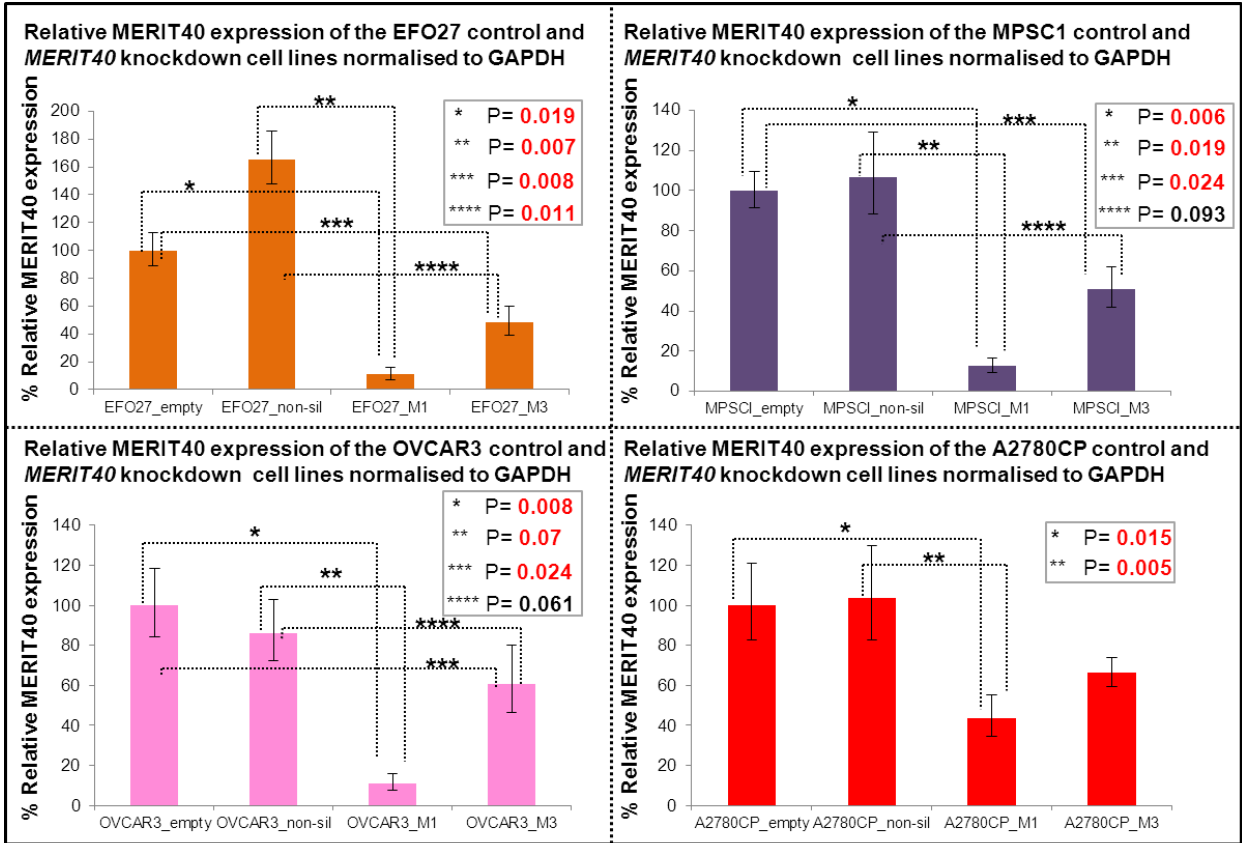 Relative MERIT40 expression of the EFO27 control and
MERIT40 knockdown cell lines normalised to GAPDH
% Relative MERIT40 expression
200
180
160
140
120
100
80
60
40
20
0
**
*
***
****
* P= 0.019
** P= 0.007
*** P= 0.008
**** P= 0.011
EFO27_empty EFO27_non-sil EFO27_M1 EFO27_M3
Relative MERIT40 expression of the MPSC1 control and
MERIT40 knockdown cell lines normalised to GAPDH
% Relative MERIT40 expression
140
120
100
80
60
40
20
0
*
***
**
****
* P= 0.006
** P= 0.019
*** P= 0.024
**** P= 0.093
MPSCI_empty MPSCI_non-sil MPSCI_M1 MPSCI_M3
Relative MERIT40 expression of the OVCAR3 control and
MERIT40 knockdown cell lines normalised to GAPDH
% Relative MERIT40 expression
140
120
100
80
60
40
20
0
*
**
****
***
* P= 0.008
** P= 0.07
*** P= 0.024
**** P= 0.061
OVCAR3_empty OVCAR3_non-sil OVCAR3_M1 OVCAR3_M3
Relative MERIT40 expression of the A2780CP control and
MERIT40 knockdown cell lines normalised to GAPDH
% Relative MERIT40 expression
140
120
100
80
60
40
20
0
*
**
* P= 0.015
** P= 0.005
A2780CP_empty A2780CP_non-sil A2780CP_M1 A2780CP_M3